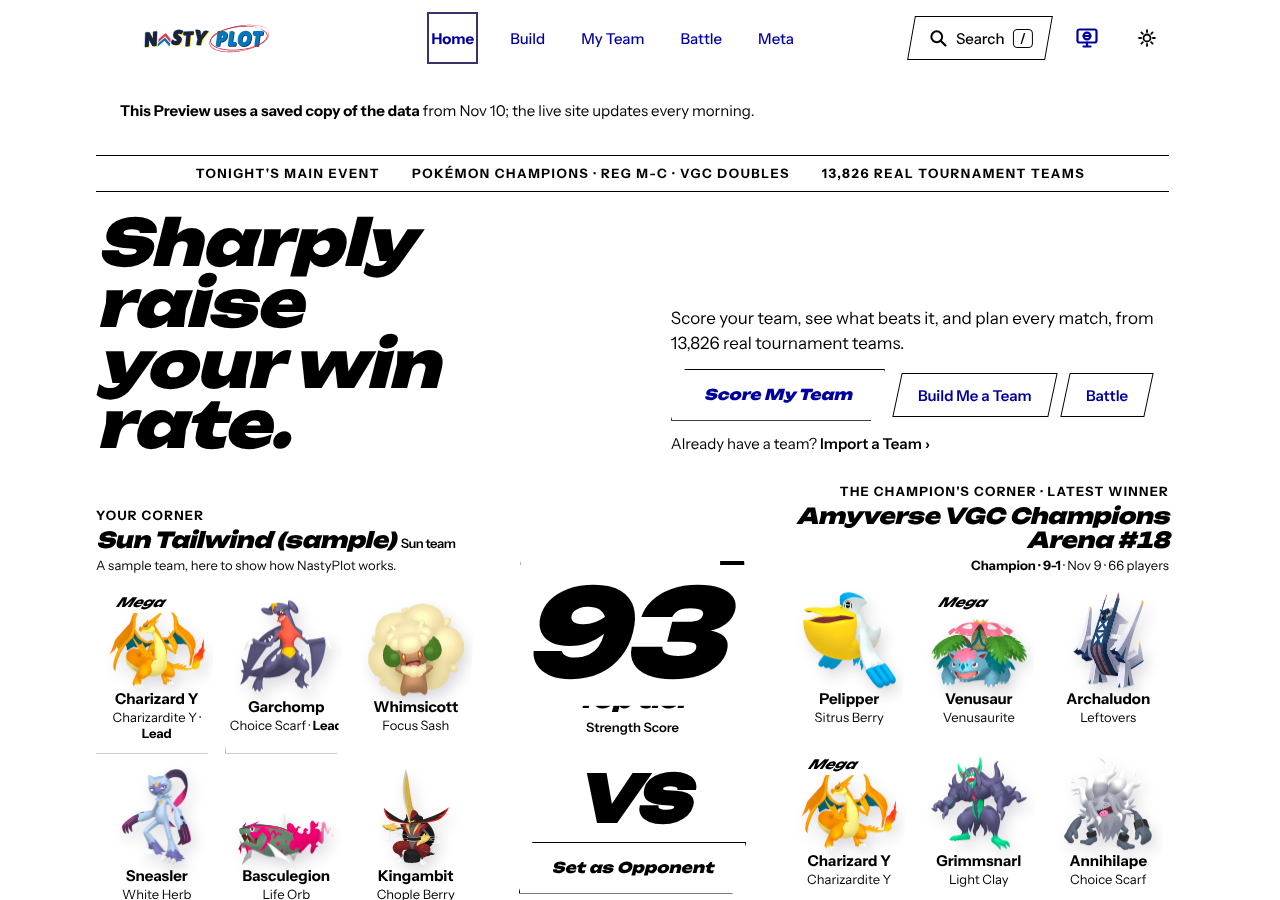 NASTY PLOT
Home
Build
My Team
Battle
Meta
Search /
This Preview uses a saved copy of the data from Nov 10; the live site updates every morning.
TONIGHT'S MAIN EVENT
POKÉMON CHAMPIONS · REG M-C · VGC DOUBLES
13,826 REAL TOURNAMENT TEAMS
Sharply
raise
your win
rate.
Score your team, see what beats it, and plan every match, from
13,826 real tournament teams.
Score My Team
Build Me a Team
Battle
Already have a team? Import a Team ›
YOUR CORNER
Sun Tailwind (sample) Sun team
A sample team, here to show how NastyPlot works.
THE CHAMPION'S CORNER · LATEST WINNER
Amyverse VGC Champions
Arena #18
Champion · 9-1 · Nov 9 · 66 players
Mega
Charizard Y
Charizardite Y ·
Lead
Garchomp
Choice Scarf · Lead
Whimsicott
Focus Sash
Sneasler
White Herb
Basculegion
Life Orb
Kingambit
Chople Berry
93
Strength Score
VS
Set as Opponent
Pelipper
Sitrus Berry
Mega
Venusaur
Venusaurite
Archaludon
Leftovers
Mega
Charizard Y
Charizardite Y
Grimmsnarl
Light Clay
Annihilape
Choice Scarf